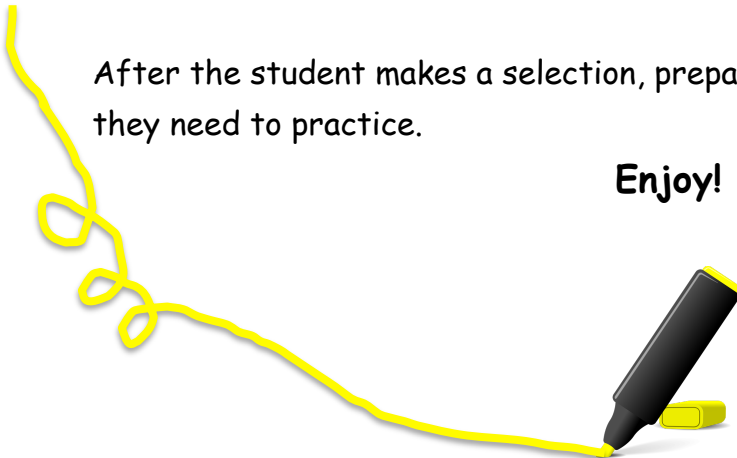 After the student makes a selection, prepa
they need to practice.
Enjoy!